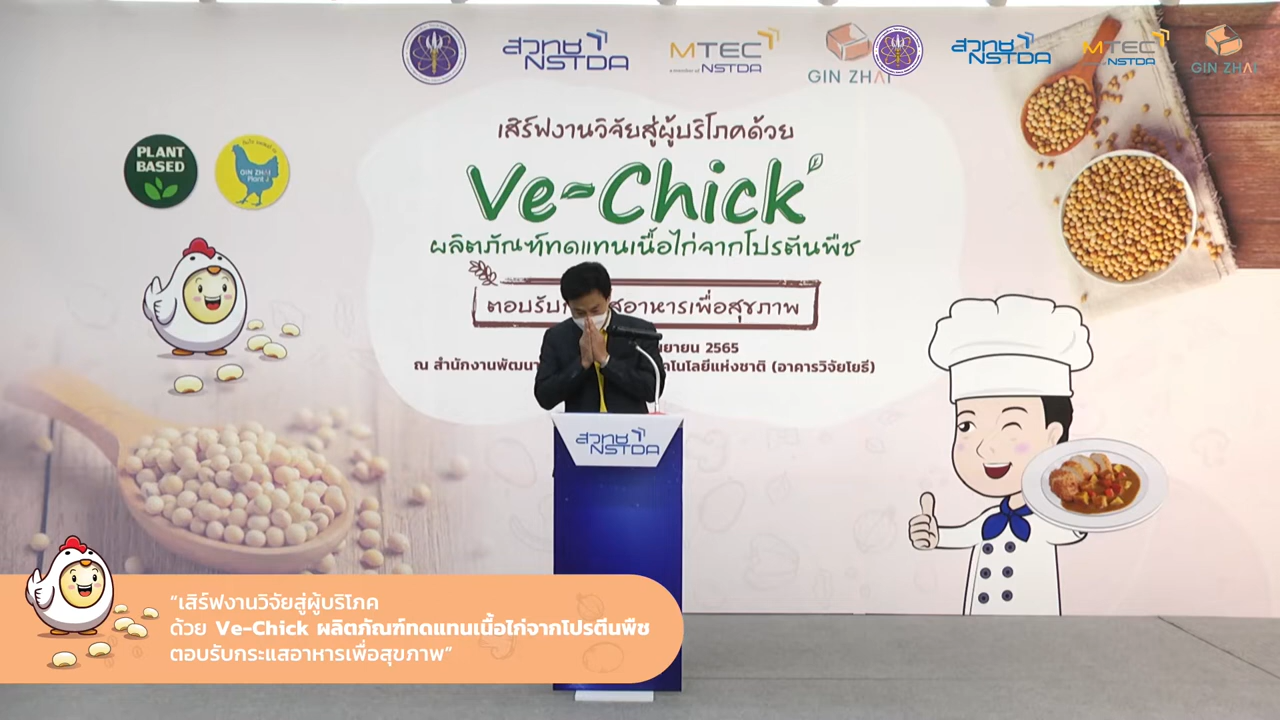 สวทช
NSTDA
MTEC
a member of NSTDA
GIN ZHAI
สวทช
NSTDA
MTEC
NSTDA
GIN ZHAI
เสิร์ฟงานวิจัยสู่ผู้บริโภคด้วย
PLANT
BASED
GIN ZHAI
Ve-Chick
ผลิตภัณฑ์ทดแทนเนื้อไก่จากโปรตีนพืช
ตอบรับ สอาหารเพื่อสุขภาพ
2565
ณ สำนักงานพัฒนา คโนโลยีแห่งชาติ (อาคารวิจัยโยธี)
สวทช
NSTDA
“เสิร์ฟงานวิจัยสู่ผู้บริโภค
ด้วย Ve-Chick ผลิตภัณฑ์ทดแทนเนื้อไก่จากโปรตีนพืช
ตอบรับกระแสอาหารเพื่อสุขภาพ”